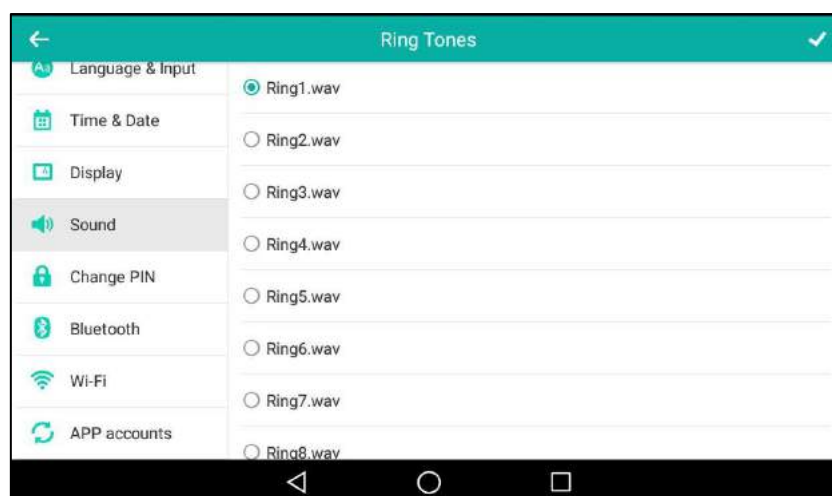 Ring Tones
Language & Input
Time & Date
Display
Sound
Change PIN
Bluetooth
Wi-Fi
APP accounts
Ring1.wav
Ring2.wav
Ring3.wav
Ring4.wav
Ring5.wav
Ring6.wav
Ring7.wav
Ring8.wav